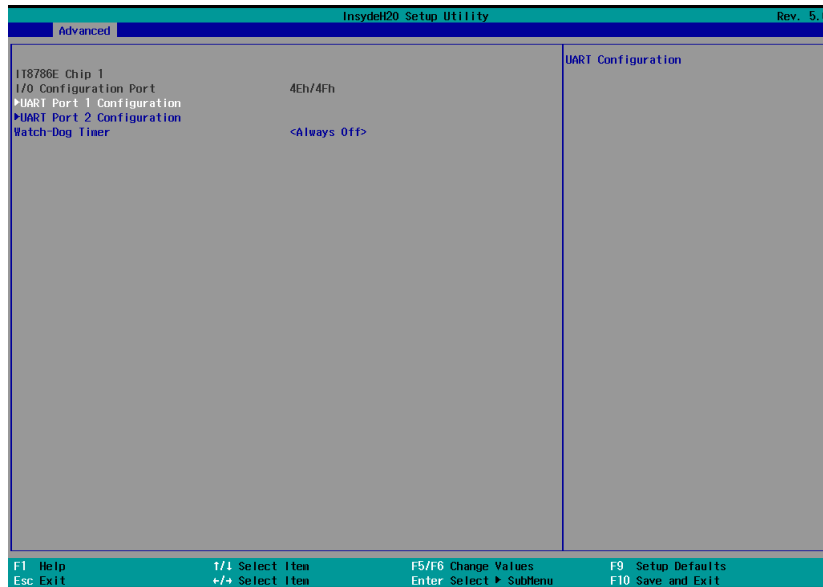 InsydeH20 Setup Utility Rev. 5.
Advanced
UART Configuration
IT8786E Chip 1
I/O Configuration Port 4Eh/4Fh
▶UART Port 1 Configuration
▶UART Port 2 Configuration
Watch-Dog Timer <Always Off>
F1 Help ↑/↓ Select Item F5/F6 Change Values F9 Setup Defaults
Esc Exit ←/→ Select Item Enter Select ▶ SubMenu F10 Save and Exit